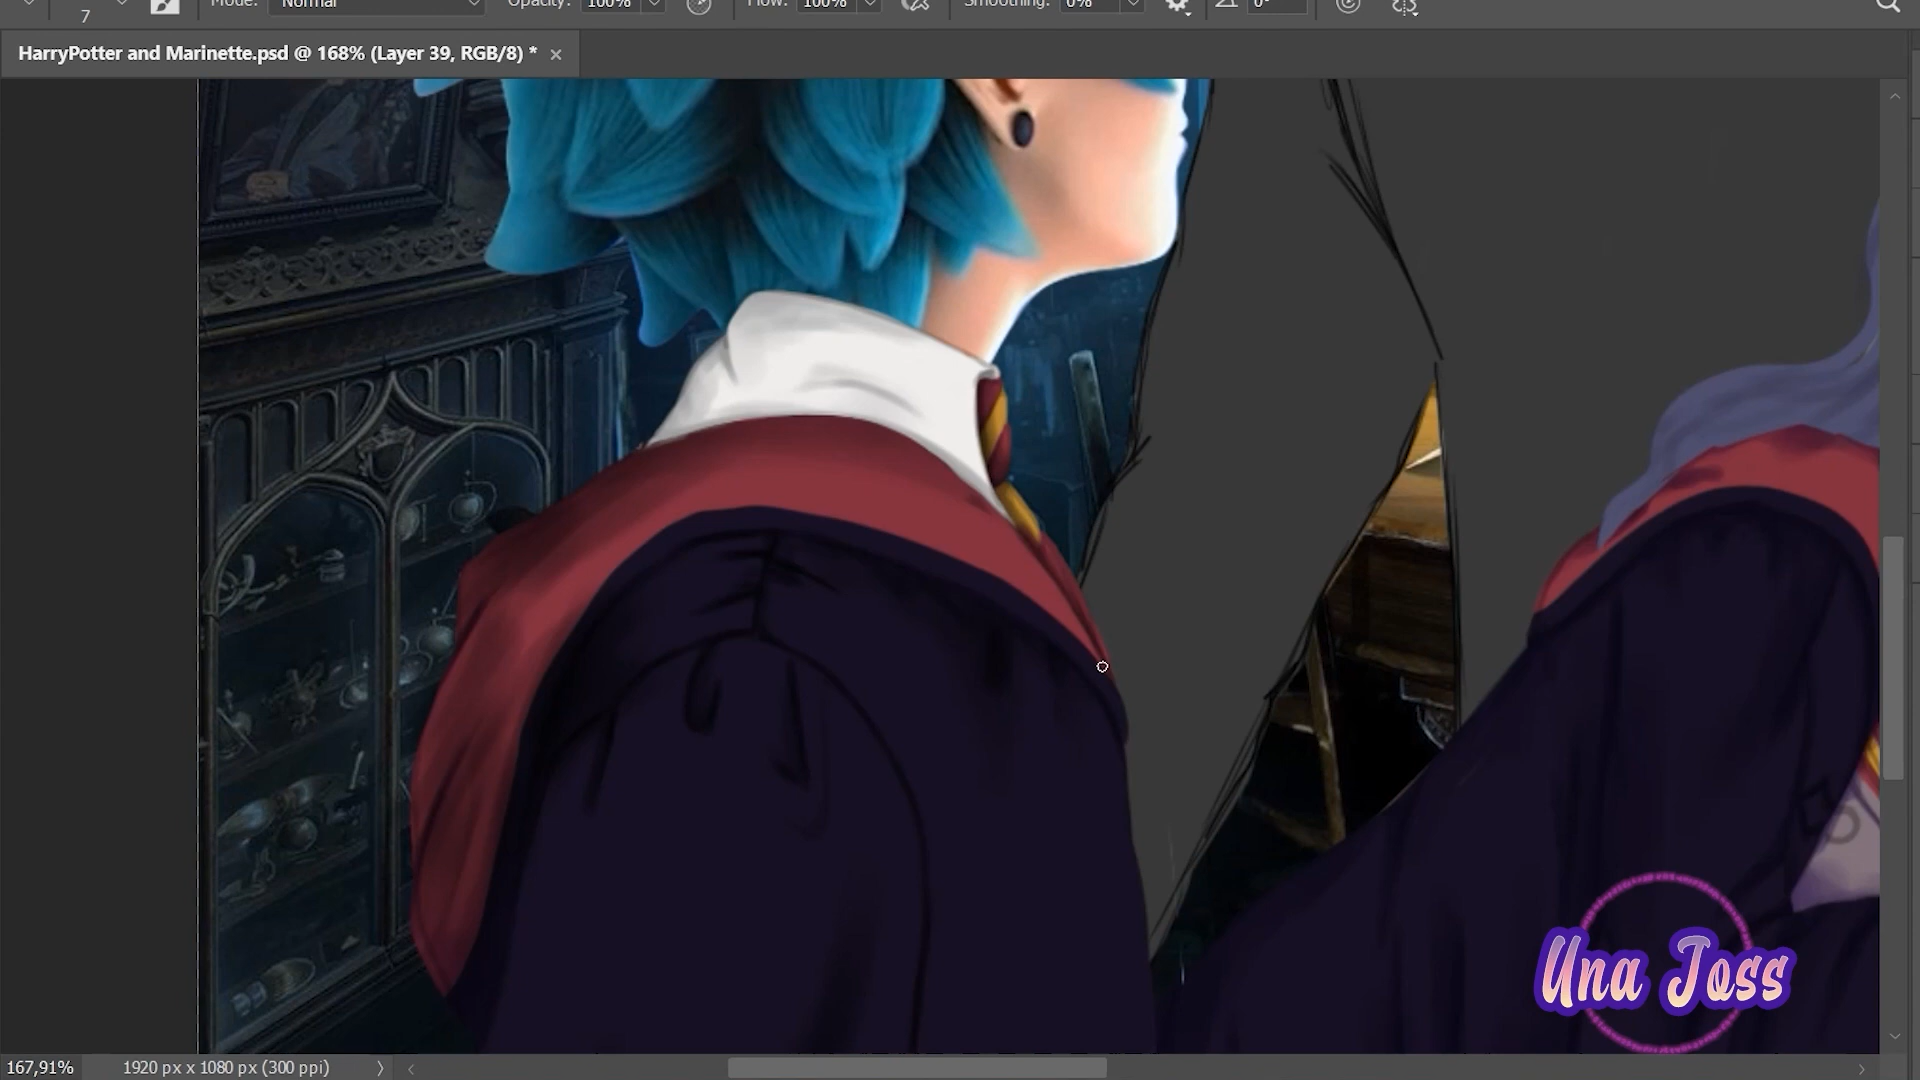 7
Mode: Normal Opacity: 100% Flow: 100% Smoothing: 0% 0°
HarryPotter and Marinette.psd @ 168% (Layer 39, RGB/8) *
Una Joss
167,91% 1920 px x 1080 px (300 ppi)